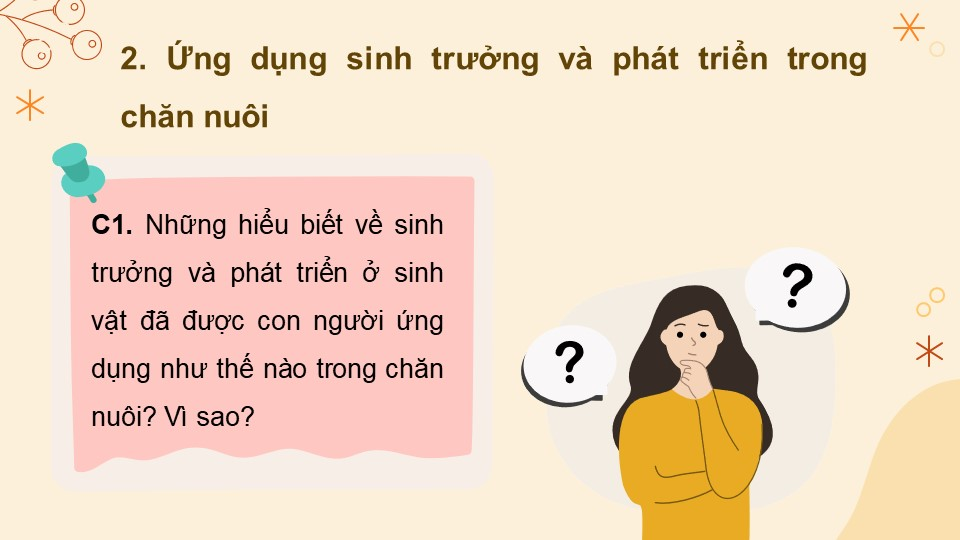 2. Ứng dụng sinh trưởng và phát triển trong
chăn nuôi
C1. Những hiểu biết về sinh
trưởng và phát triển ở sinh
vật đã được con người ứng
dụng như thế nào trong chăn
nuôi? Vì sao?
?
?